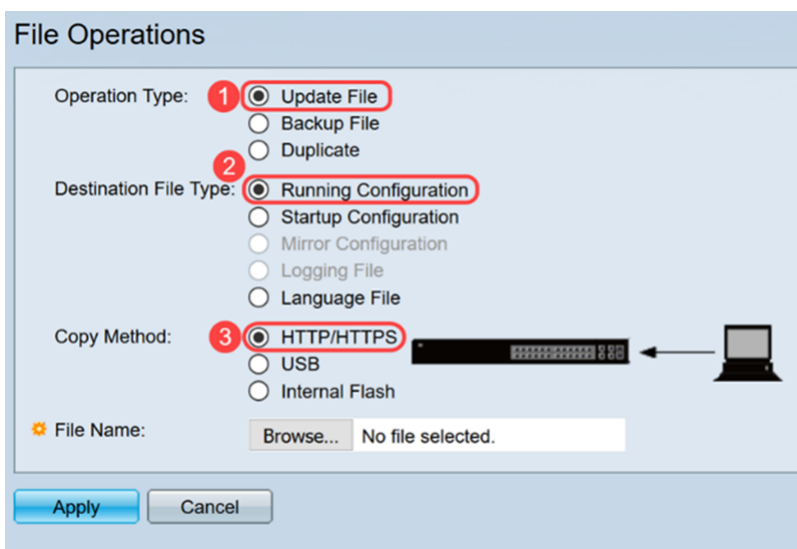 File Operations
Operation Type: 1 Update File
Backup File
Duplicate
2
Destination File Type: Running Configuration
Startup Configuration
Mirror Configuration
Logging File
Language File
Copy Method: 3 HTTP/HTTPS
USB
Internal Flash
File Name: Browse... No file selected.
Apply Cancel